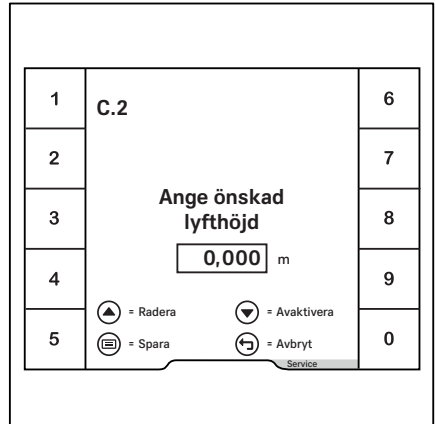 1
2
3
4
5
C.2
Ange önskad
lyfthöjd
0,000 m
= Radera
= Avaktivera
= Spara
= Avbryt
Service
6
7
8
9
0